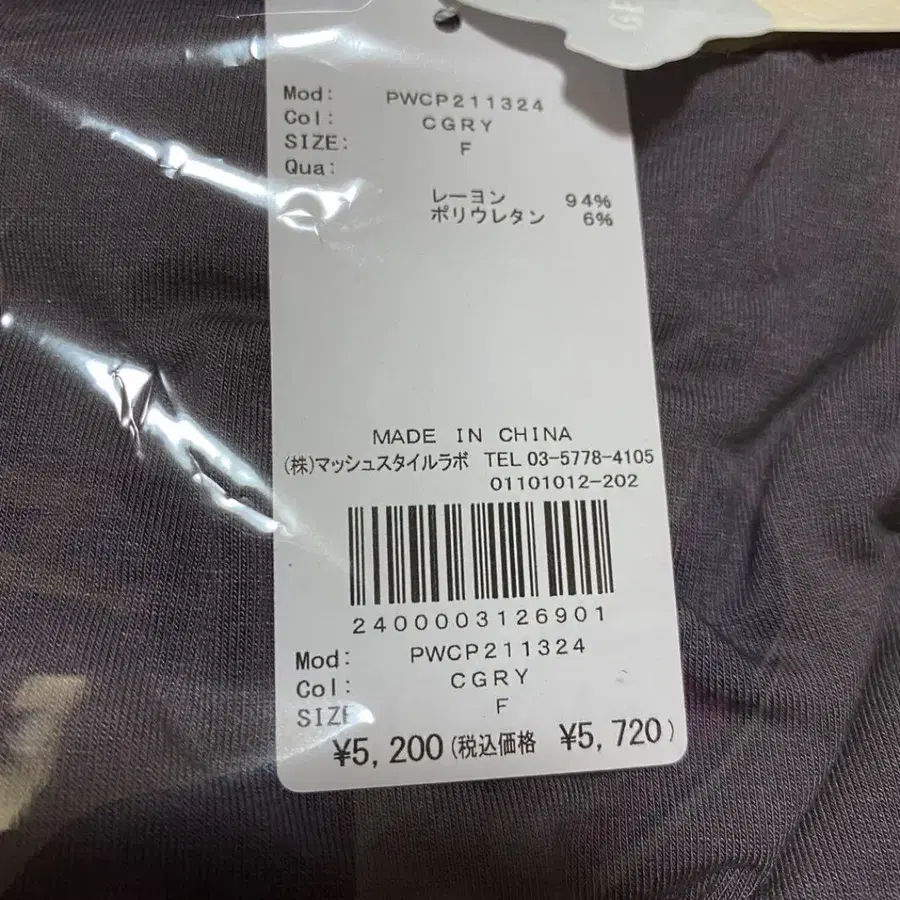 GE
Mod: PWCP211324
Col: CGRY
SIZE: F
Qua:
レーヨン 94%
ポリウレタン 6%
MADE IN CHINA
(株)マッシュスタイルラボ TEL 03-5778-4105
01101012-202
2400003126901
Mod: PWCP211324
Col: CGRY
SIZE F
¥5,200(税込価格 ¥5,720)